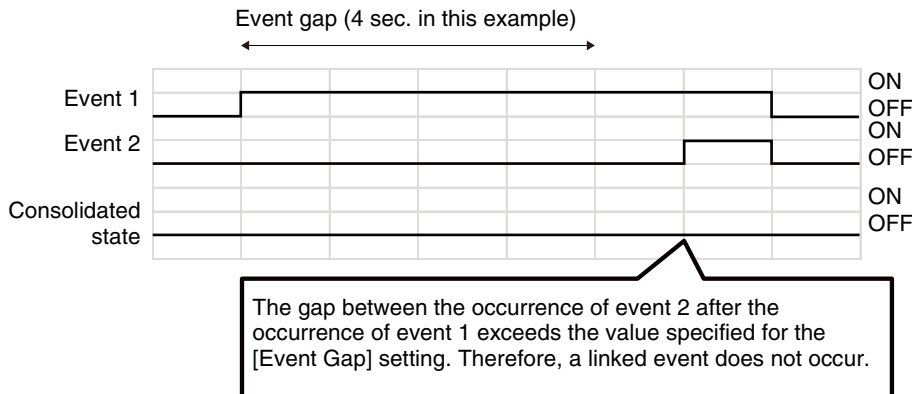 Event gap (4 sec. in this example)
Event 1
ON
OFF
Event 2
ON
OFF
Consolidated
state
ON
OFF
The gap between the occurrence of event 2 after the
occurrence of event 1 exceeds the value specified for the
[Event Gap] setting. Therefore, a linked event does not occur.